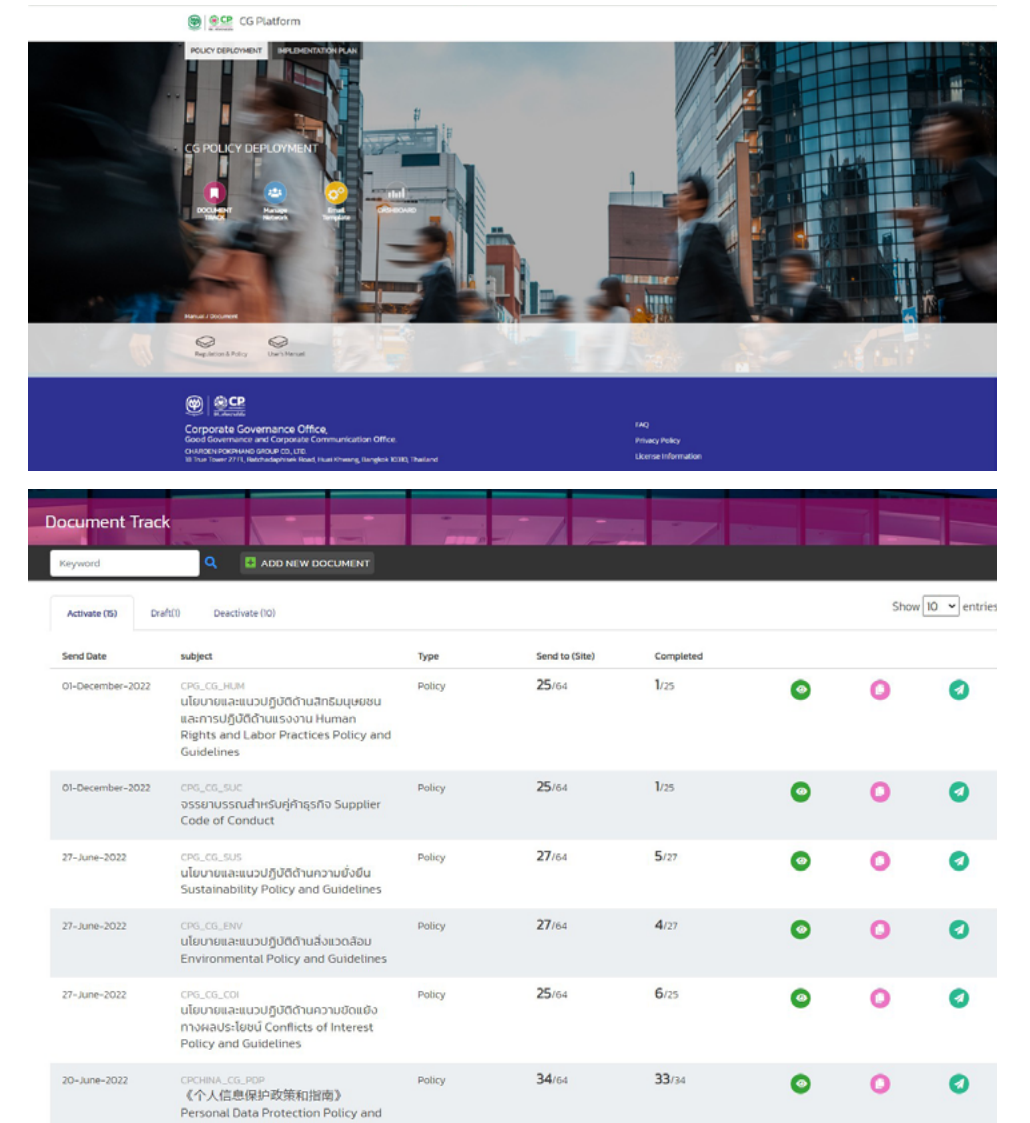 CP CG Platform
POLICY DEPLOYMENT IMPLEMENTATION PLAN
CG POLICY DEPLOYMENT
DOCUMENT TRACK
Manage Network
Email Template
DASHBOARD
Manual / Document
Regulation & Policy User's Manual
CP
Corporate Governance Office,
Good Governance and Corporate Communication Office.
CHAROEN POKPHAND GROUP CO., LTD.
18 True Tower 27 Fl, Ratchadaphisek Road, Huai Khwang, Bangkok 10310, Thailand
FAQ
Privacy Policy
License Information
Document Track
Keyword ADD NEW DOCUMENT
Activate (15) Draft(1) Deactivate (10) Show 10 entries
Send Date subject Type Send to (Site) Completed
01-December-2022 CPG_CG_HUM Policy 25/64 1/25
นโยบายและแนวปฏิบัติด้านสิทธิมนุษยชน
และการปฏิบัติด้านแรงงาน Human
Rights and Labor Practices Policy and
Guidelines
01-December-2022 CPG_CG_SUC Policy 25/64 1/25
จรรยาบรรณสำหรับคู่ค้าธุรกิจ Supplier
Code of Conduct
27-June-2022 CPG_CG_SUS Policy 27/64 5/27
นโยบายและแนวปฏิบัติด้านความยั่งยืน
Sustainability Policy and Guidelines
27-June-2022 CPG_CG_ENV Policy 27/64 4/27
นโยบายและแนวปฏิบัติด้านสิ่งแวดล้อม
Environmental Policy and Guidelines
27-June-2022 CPG_CG_COI Policy 25/64 6/25
นโยบายและแนวปฏิบัติด้านความขัดแย้ง
ทางผลประโยชน์ Conflicts of Interest
Policy and Guidelines
20-June-2022 CPCHINA_CG_PDP Policy 34/64 33/34
《个人信息保护政策和指南》
Personal Data Protection Policy and